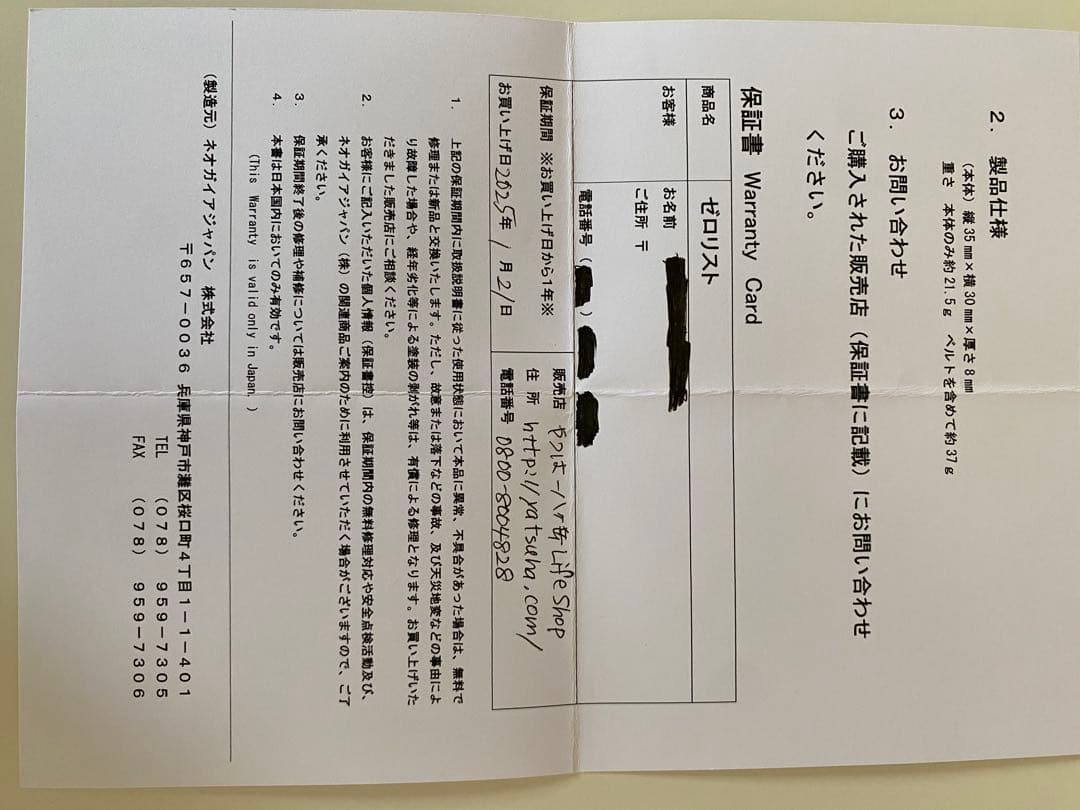 2. 製品仕様
(本体)縦35㎜×横30㎜×厚さ8㎜
重さ 本体のみ約21.5g ベルトを含めて約37g
3. お問い合わせ
ご購入された販売店(保証書に記載)にお問い合わせ
ください。
保証書 Warranty Card
商品名 ゼロリスト
お客様 お名前
ご住所 〒
電話番号( )
保証期間 ※お買い上げ日から1年※
お買い上げ日2025年 1月21日
販売店 やつはー八ヶ岳Life Shop
住 所 http://yatsuha.com/
電話番号 0800-8004828
1. 上記の保証期間内に取扱説明書に従った使用状態において本品に異常、不具合があった場合は、無料で
修理または新品と交換いたします。ただし、故意または落下などの事故、及び天災地変などの事由によ
り故障した場合や、経年劣化等による塗装の剥がれ等は、有償による修理となります。お買い上げいた
だきました販売店にご相談ください。
2. お客様にご記入いただいた個人情報(保証書控)は、保証期間内の無料修理対応や安全点検活動及び、
ネオガイアジャパン(株)の関連商品ご案内のために利用させていただく場合がございますので、ご了
承ください。
3. 保証期間終了後の修理や補修については販売店にお問い合わせください。
4. 本書は日本国内においてのみ有効です。
(This Warranty is valid only in Japan.)
(製造元)ネオガイアジャパン 株式会社
〒657-0036 兵庫県神戸市灘区桜口町4丁目1-1-401
TEL (078) 959-7305
FAX (078) 959-7306